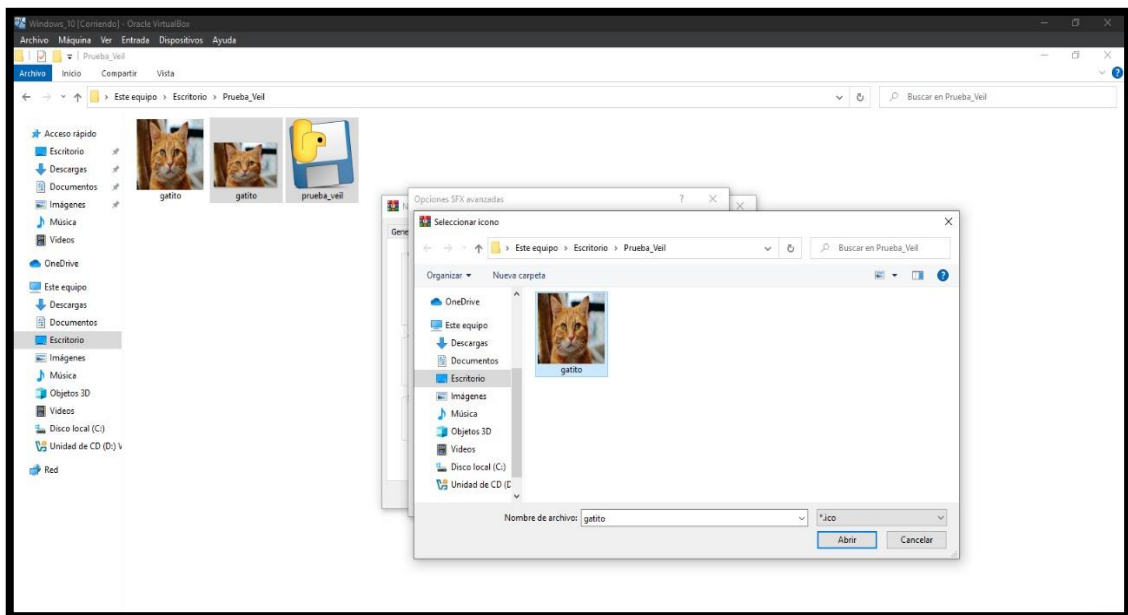 Windows_10 [Corriendo] - Oracle VirtualBox
Archivo Máquina Ver Entrada Dispositivos Ayuda
Prueba_Veil
Archivo Inicio Compartir Vista
Este equipo > Escritorio > Prueba_Veil
Buscar en Prueba_Veil
Acceso rápido
Escritorio
Descargas
Documentos
Imágenes
Música
Videos
OneDrive
Este equipo
Descargas
Documentos
Escritorio
Imágenes
Música
Objetos 3D
Videos
Disco local (C:)
Unidad de CD (D:) V
Red
gatito
gatito
prueba_veil
N
Gene
Opciones SFX avanzadas
Seleccionar icono
Este equipo > Escritorio > Prueba_Veil
Buscar en Prueba_Veil
Organizar Nueva carpeta
OneDrive
Este equipo
Descargas
Documentos
Escritorio
Imágenes
Música
Objetos 3D
Videos
Disco local (C:)
Unidad de CD (D
gatito
Nombre de archivo: gatito
*.ico
Abrir Cancelar